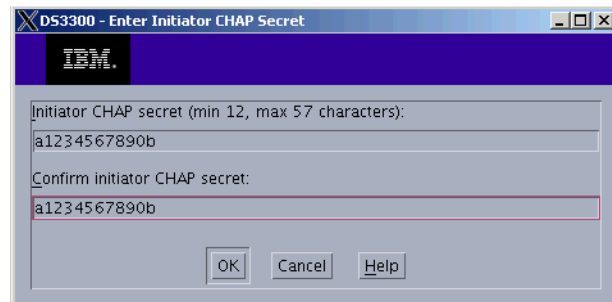 DS3300 - Enter Initiator CHAP Secret
IBM.
Initiator CHAP secret (min 12, max 57 characters):
a1234567890b
Confirm initiator CHAP secret:
a1234567890b
OK Cancel Help